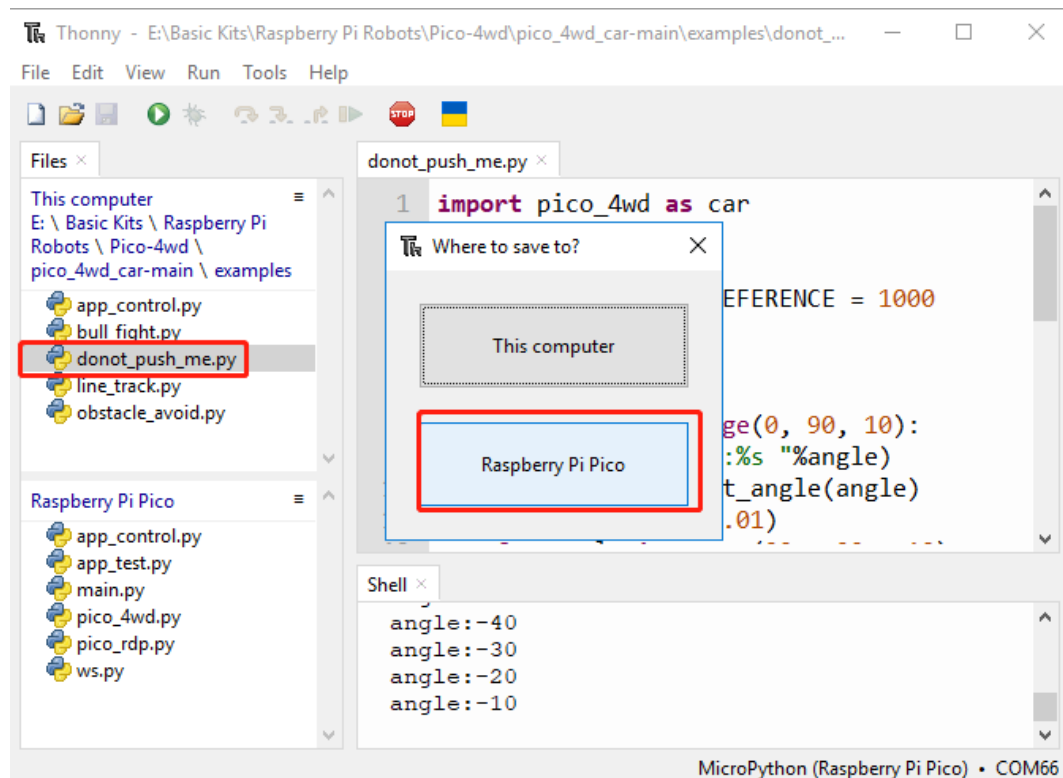 Thonny - E:\Basic Kits\Raspberry Pi Robots\Pico-4wd\pico_4wd_car-main\examples\donot_...
File Edit View Run Tools Help
STOP
Files
This computer
E: \ Basic Kits \ Raspberry Pi
Robots \ Pico-4wd \
pico_4wd_car-main \ examples
app_control.py
bull_fight.py
donot_push_me.py
line_track.py
obstacle_avoid.py
Raspberry Pi Pico
app_control.py
app_test.py
main.py
pico_4wd.py
pico_rdp.py
ws.py
donot_push_me.py
1 import pico_4wd as car
EFERENCE = 1000
ge(0, 90, 10):
:%s "%angle)
t_angle(angle)
.01)
Where to save to?
This computer
Raspberry Pi Pico
Shell
angle:-40
angle:-30
angle:-20
angle:-10
MicroPython (Raspberry Pi Pico) • COM66